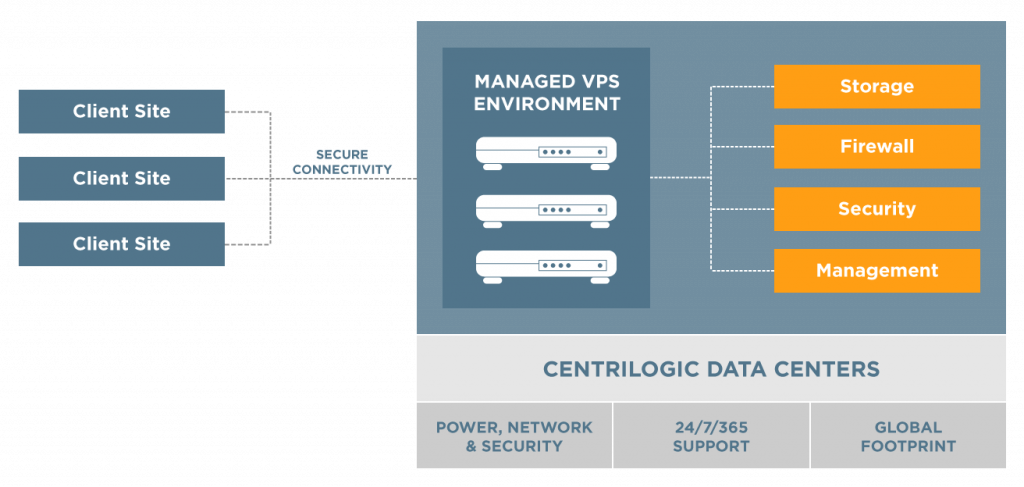 Client Site
Client Site
Client Site
SECURE
CONNECTIVITY
MANAGED VPS
ENVIRONMENT
Storage
Firewall
Security
Management
CENTRILOGIC DATA CENTERS
POWER, NETWORK
& SECURITY
24/7/365
SUPPORT
GLOBAL
FOOTPRINT